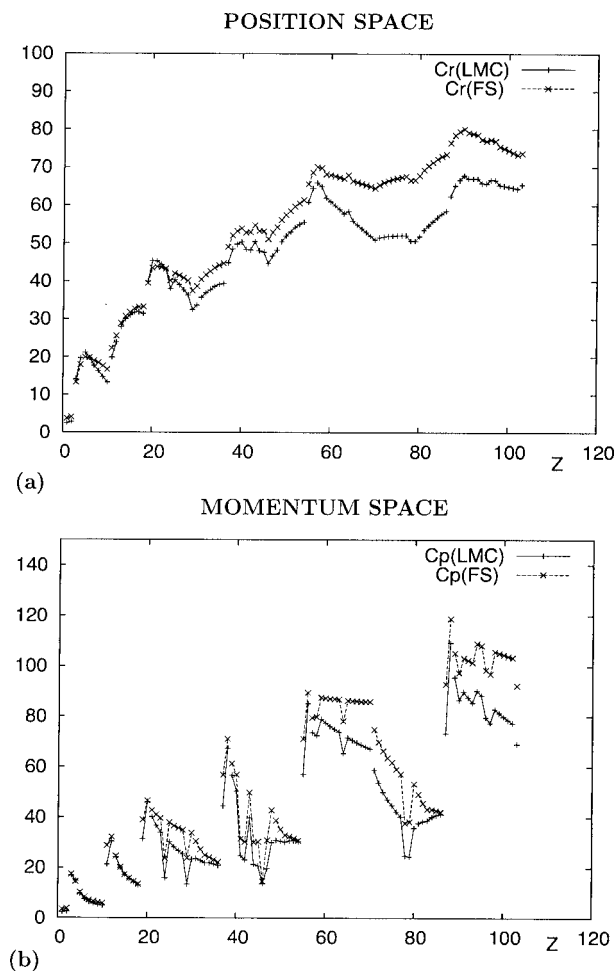 POSITION SPACE
100
90
80
70
60
50
40
30
20
10
0
Cr(LMC)
Cr(FS)
0 20 40 60 80 100 120
Z
(a)
MOMENTUM SPACE
140
120
100
80
60
40
20
0
Cp(LMC)
Cp(FS)
0 20 40 60 80 100 120
Z
(b)